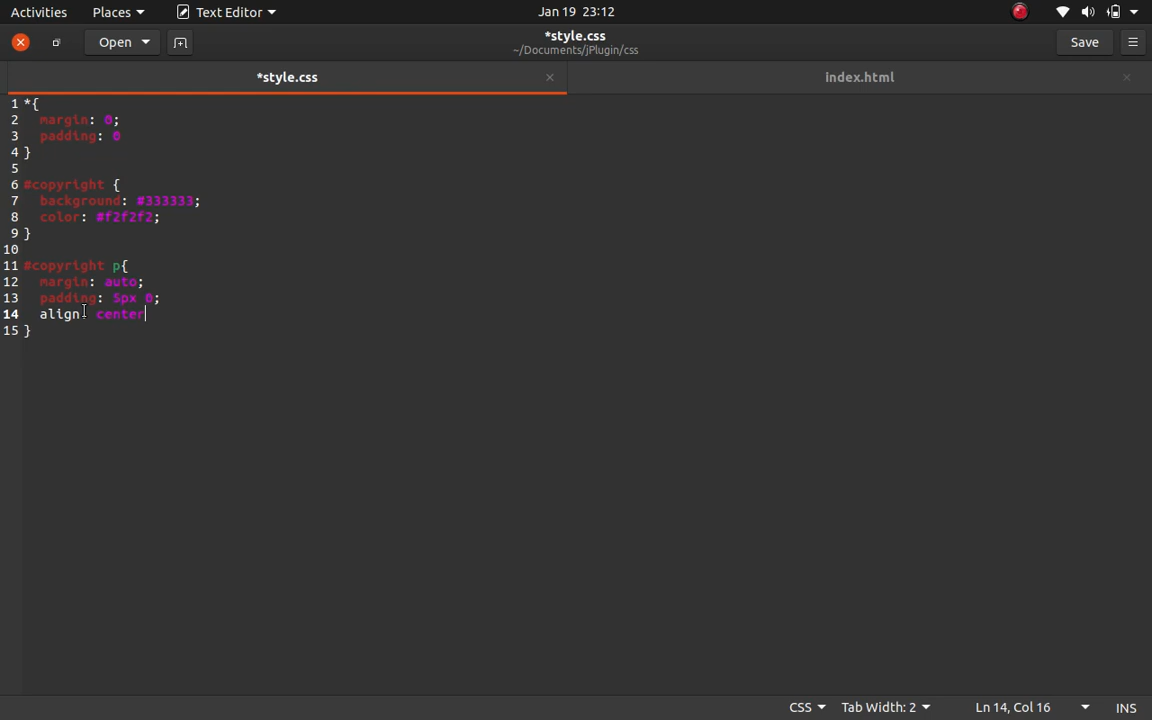 Activities Places Text Editor Jan 19 23:12
Open *style.css Save
~/Documents/jPlugin/css
*style.css index.html
1 *{
2 margin: 0;
3 padding: 0
4 }
5
6 #copyright {
7 background: #333333;
8 color: #f2f2f2;
9 }
10
11 #copyright p{
12 margin: auto;
13 padding: 5px 0;
14 align: center
15 }
CSS Tab Width: 2 Ln 14, Col 16 INS